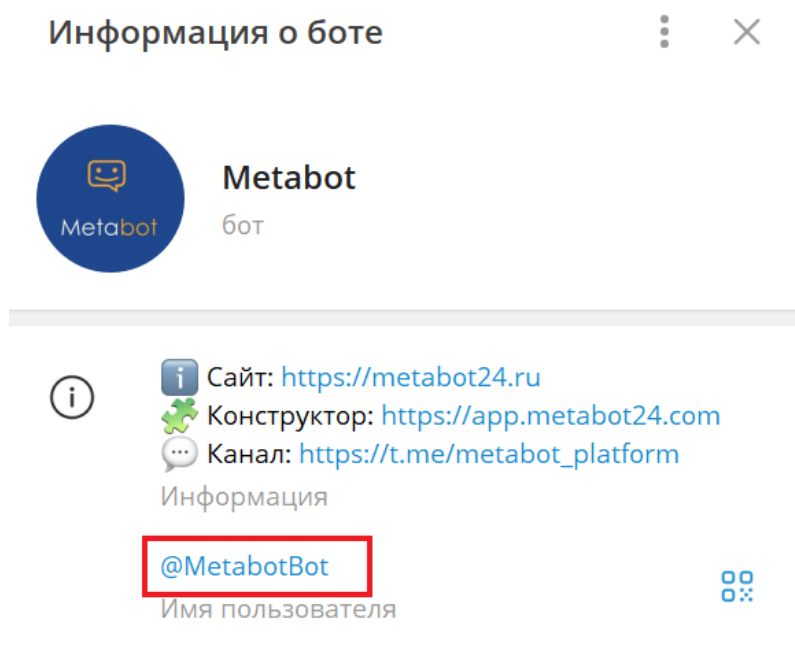 Информация о боте
Metabot
Metabot
бот
Сайт: https://metabot24.ru
Конструктор: https://app.metabot24.com
Канал: https://t.me/metabot_platform
Информация
@MetabotBot
Имя пользователя